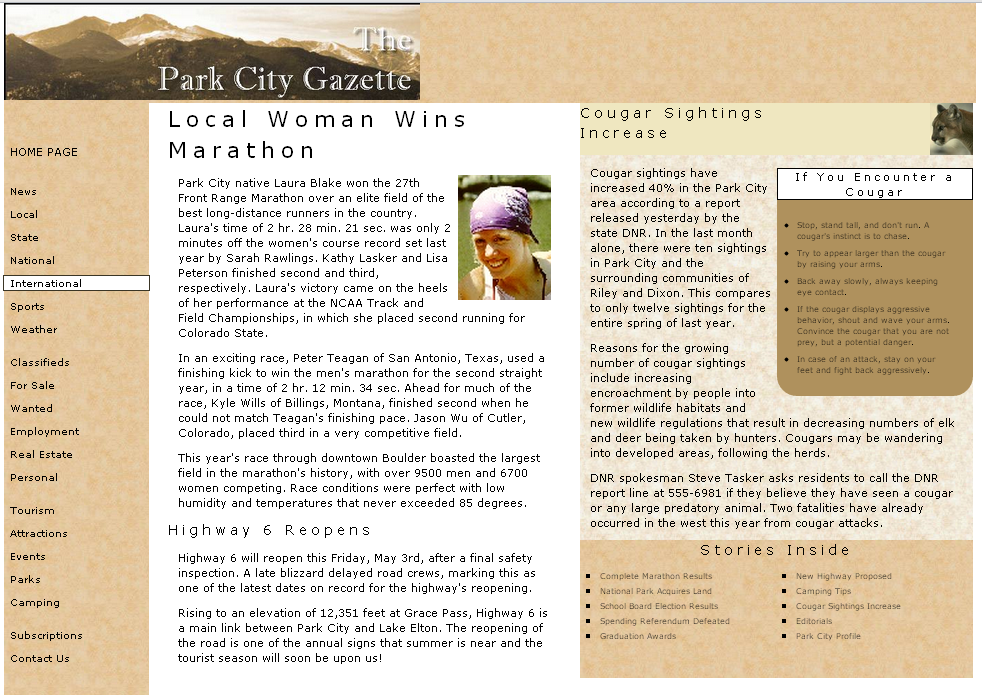 The
Park City Gazette
HOME PAGE
News
Local
State
National
International
Sports
Weather
Classifieds
For Sale
Wanted
Employment
Real Estate
Personal
Tourism
Attractions
Events
Parks
Camping
Subscriptions
Contact Us
Local Woman Wins
Marathon
Park City native Laura Blake won the 27th
Front Range Marathon over an elite field of the
best long-distance runners in the country.
Laura's time of 2 hr. 28 min. 21 sec. was only 2
minutes off the women's course record set last
year by Sarah Rawlings. Kathy Lasker and Lisa
Peterson finished second and third,
respectively. Laura's victory came on the heels
of her performance at the NCAA Track and
Field Championships, in which she placed second running for
Colorado State.
In an exciting race, Peter Teagan of San Antonio, Texas, used a
finishing kick to win the men's marathon for the second straight
year, in a time of 2 hr. 12 min. 34 sec. Ahead for much of the
race, Kyle Wills of Billings, Montana, finished second when he
could not match Teagan's finishing pace. Jason Wu of Cutler,
Colorado, placed third in a very competitive field.
This year's race through downtown Boulder boasted the largest
field in the marathon's history, with over 9500 men and 6700
women competing. Race conditions were perfect with low
humidity and temperatures that never exceeded 85 degrees.
Highway 6 Reopens
Highway 6 will reopen this Friday, May 3rd, after a final safety
inspection. A late blizzard delayed road crews, marking this as
one of the latest dates on record for the highway's reopening.
Rising to an elevation of 12,351 feet at Grace Pass, Highway 6 is
a main link between Park City and Lake Elton. The reopening of
the road is one of the annual signs that summer is near and the
tourist season will soon be upon us!
Cougar Sightings
Increase
Cougar sightings have
increased 40% in the Park City
area according to a report
released yesterday by the
state DNR. In the last month
alone, there were ten sightings
in Park City and the
surrounding communities of
Riley and Dixon. This compares
to only twelve sightings for the
entire spring of last year.
Reasons for the growing
number of cougar sightings
include increasing
encroachment by people into
former wildlife habitats and
new wildlife regulations that result in decreasing numbers of elk
and deer being taken by hunters. Cougars may be wandering
into developed areas, following the herds.
DNR spokesman Steve Tasker asks residents to call the DNR
report line at 555-6981 if they believe they have seen a cougar
or any large predatory animal. Two fatalities have already
occurred in the west this year from cougar attacks.
If You Encounter a
Cougar
Stop, stand tall, and don't run. A
cougar's instinct is to chase.
Try to appear larger than the cougar
by raising your arms.
Back away slowly, always keeping
eye contact.
If the cougar displays aggressive
behavior, shout and wave your arms.
Convince the cougar that you are not
prey, but a potential danger.
In case of an attack, stay on your
feet and fight back aggressively.
Stories Inside
Complete Marathon Results
National Park Acquires Land
School Board Election Results
Spending Referendum Defeated
Graduation Awards
New Highway Proposed
Camping Tips
Cougar Sightings Increase
Editorials
Park City Profile